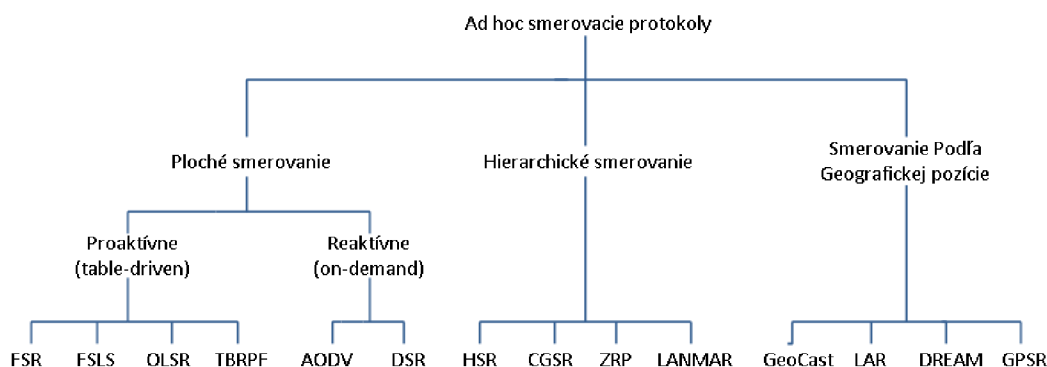 Ad hoc smerovacie protokoly
Ploché smerovanie
Hierarchické smerovanie
Smerovanie Podľa
Geografickej pozície
Proaktívne
(table-driven)
Reaktívne
(on-demand)
FSR FSLS OLSR TBRPF AODV DSR HSR CGSR ZRP LANMAR GeoCast LAR DREAM GPSR